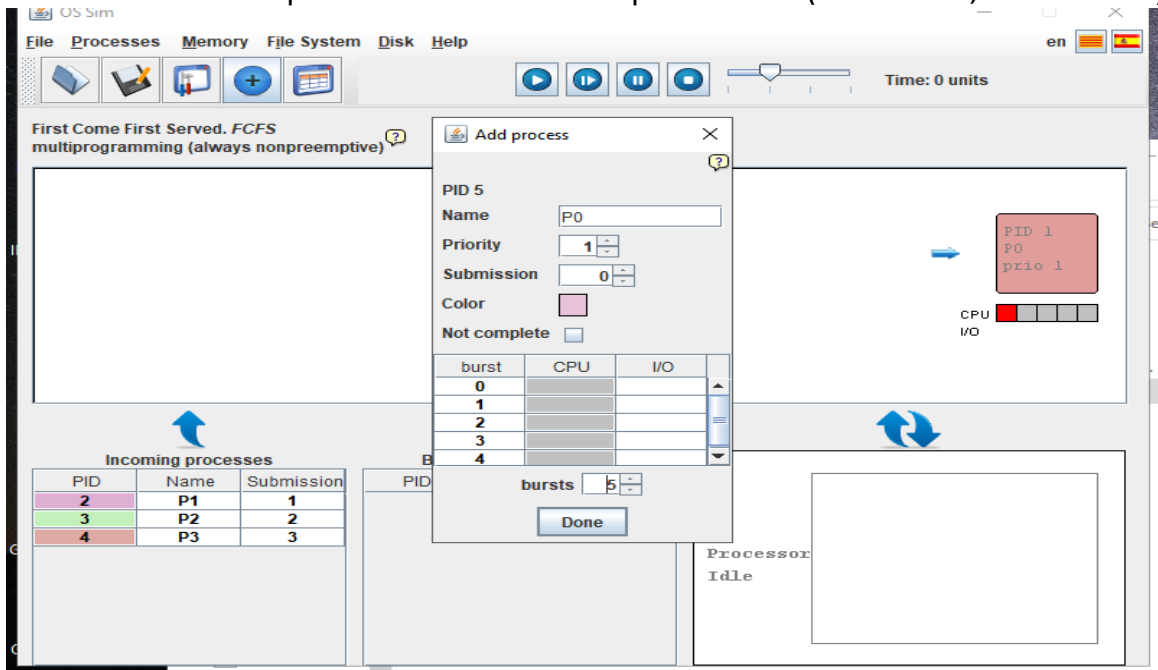 OS Sim
File Processes Memory File System Disk Help en
Time: 0 units
First Come First Served. FCFS
multiprogramming (always nonpreemptive)
Add process
PID 5
Name P0
Priority 1
Submission 0
Color
Not complete
burst CPU I/O
0
1
2
3
4
bursts 5
Done
PID 1
P0
prio 1
CPU
I/O
Incoming processes
PID Name Submission
2 P1 1
3 P2 2
4 P3 3
PID
Processor
Idle